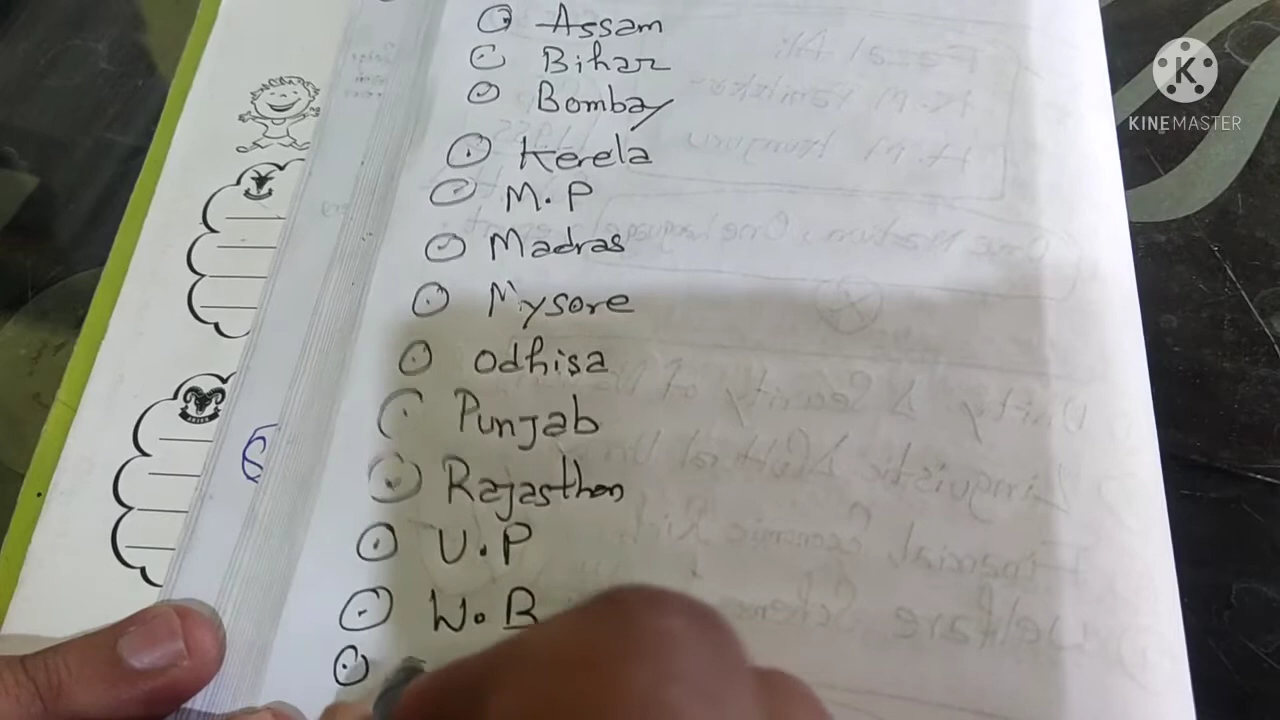 Assam
Bihar
Bombay
Kerela
M.P
Madras
Mysore
Odhisa
Punjab
Rajasthan
U.P
W.B
KINEMASTER